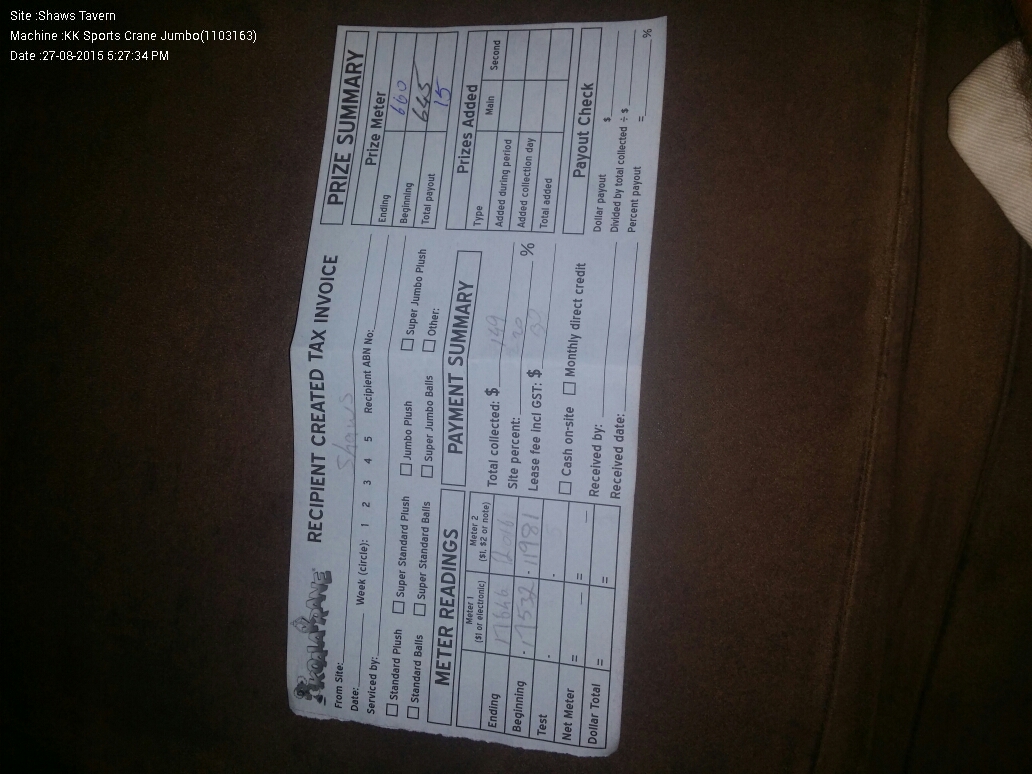 Site :Shaws Tavern
Machine :KK Sports Crane Jumbo(1103163)
Date :27-08-2015 5:27:34 PM
RECIPIENT CREATED TAX INVOICE
From Site: Shaws
Date: Week (circle): 1 2 3 4 5 Recipient ABN No:
Serviced by:
Standard Plush Super Standard Plush Jumbo Plush Super Jumbo Plush
Standard Balls Super Standard Balls Super Jumbo Balls Other:
METER READINGS
Meter 1 ($1 or electronic) Meter 2 ($1, $2 or note)
Ending 17646
Beginning - 17532 - 11981
Test - -
Net Meter = =
Dollar Total = =
PAYMENT SUMMARY
Total collected: $ 149
Site percent: %
Lease fee incl GST: $
Cash on-site Monthly direct credit
Received by:
Received date:
PRIZE SUMMARY
Prize Meter
Ending 660
Beginning 645
Total payout 15
Prizes Added
Type Main Second
Added during period
Added collection day
Total added
Payout Check
Dollar payout $
Divided by total collected ÷ $
Percent payout = %